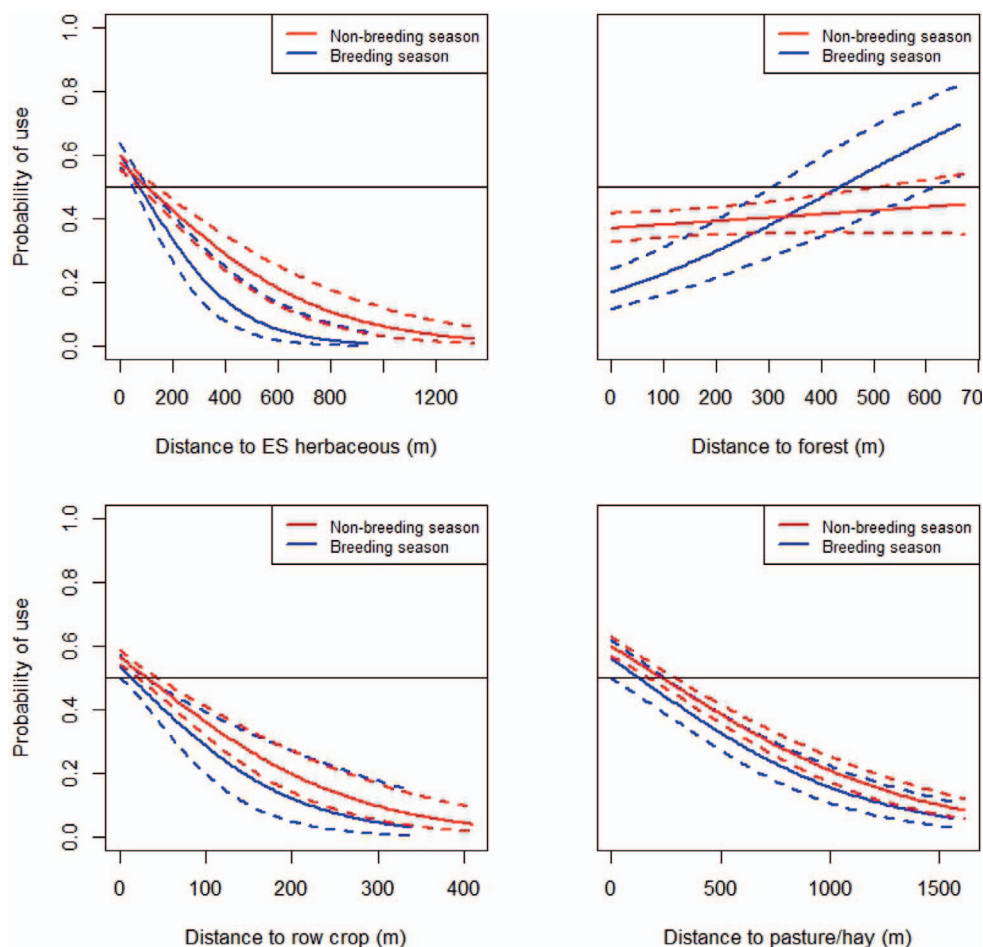 Non-breeding season
Breeding season
Probability of use
0.0 0.2 0.4 0.6 0.8 1.0
0 200 400 600 800 1200
Distance to ES herbaceous (m)
Non-breeding season
Breeding season
0 100 200 300 400 500 600 70
Distance to forest (m)
Non-breeding season
Breeding season
Probability of use
0.0 0.2 0.4 0.6 0.8 1.0
0 100 200 300 400
Distance to row crop (m)
Non-breeding season
Breeding season
0 500 1000 1500
Distance to pasture/hay (m)